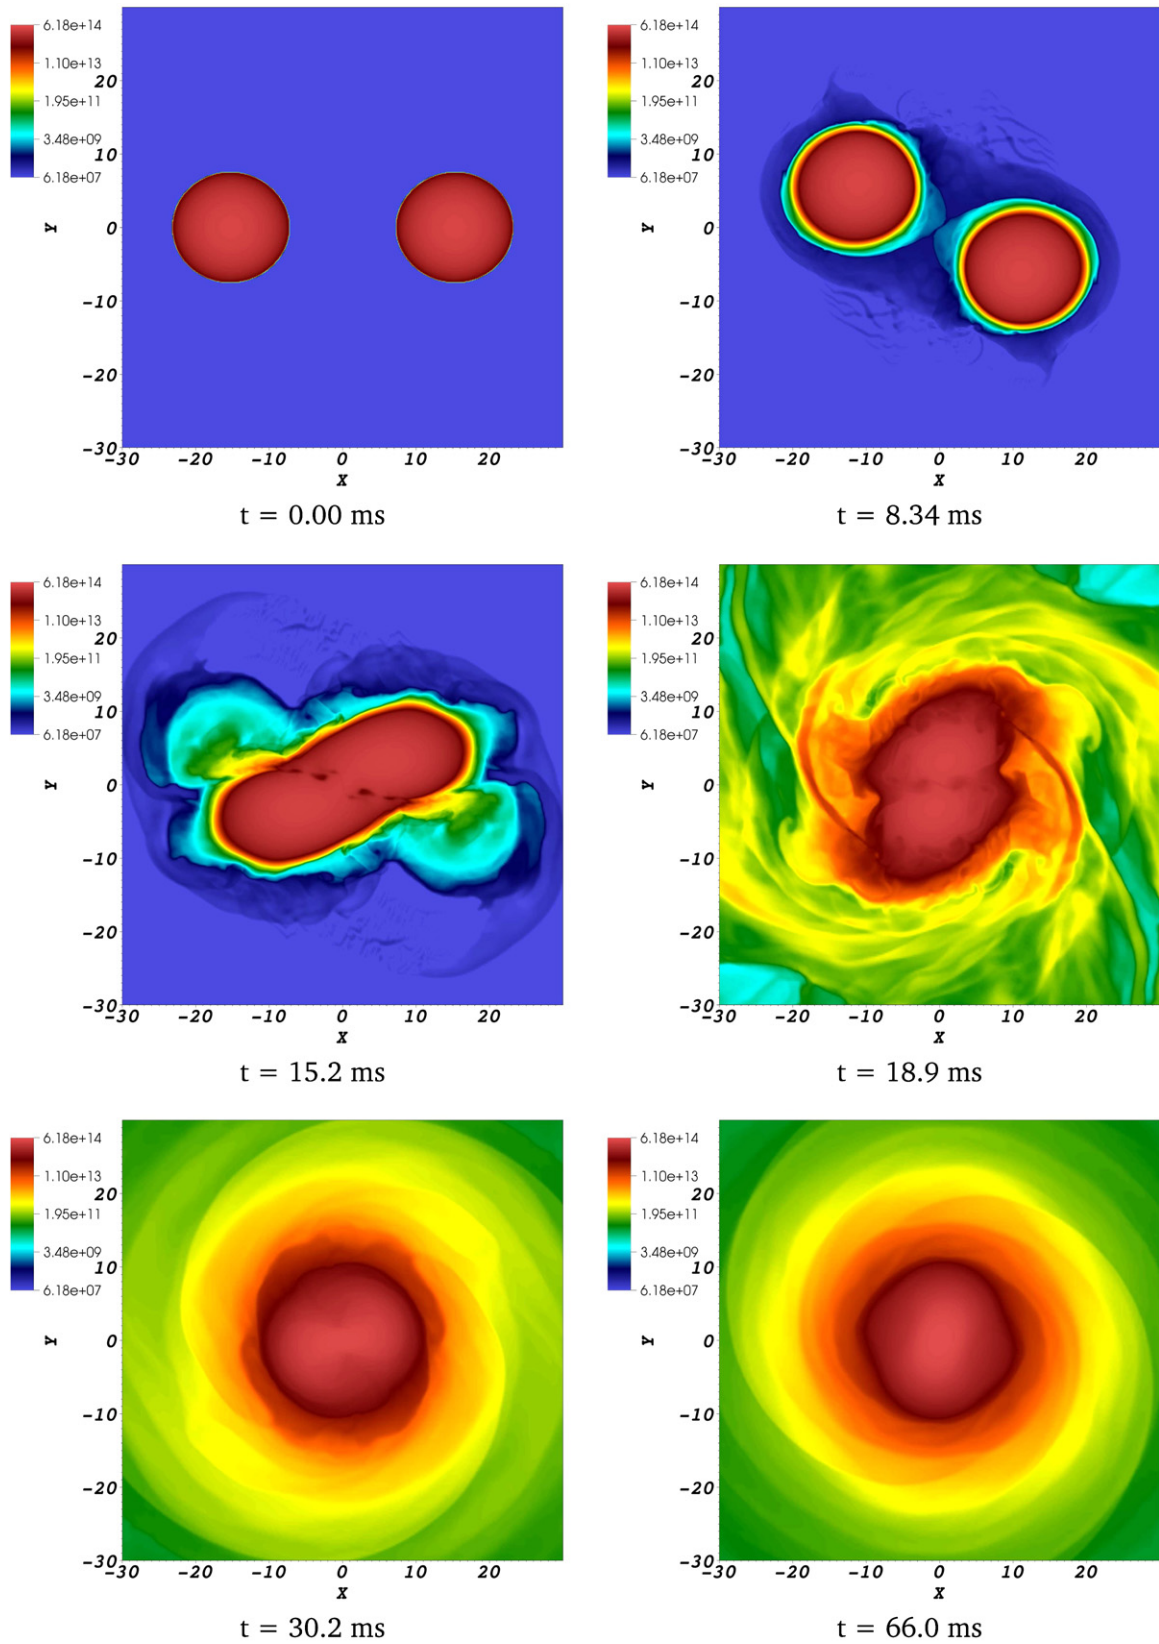 6.18e+14
1.10e+13
1.95e+11
3.48e+09
6.18e+07
20
10
0
-10
-20
-30
Y
-30 -20 -10 0 10 20
X
t = 0.00 ms
6.18e+14
1.10e+13
1.95e+11
3.48e+09
6.18e+07
20
10
0
-10
-20
-30
Y
-30 -20 -10 0 10 20
X
t = 8.34 ms
6.18e+14
1.10e+13
1.95e+11
3.48e+09
6.18e+07
20
10
0
-10
-20
-30
Y
-30 -20 -10 0 10 20
X
t = 15.2 ms
6.18e+14
1.10e+13
1.95e+11
3.48e+09
6.18e+07
20
10
0
-10
-20
-30
Y
-30 -20 -10 0 10 20
X
t = 18.9 ms
6.18e+14
1.10e+13
1.95e+11
3.48e+09
6.18e+07
20
10
0
-10
-20
-30
Y
-30 -20 -10 0 10 20
X
t = 30.2 ms
6.18e+14
1.10e+13
1.95e+11
3.48e+09
6.18e+07
20
10
0
-10
-20
-30
Y
-30 -20 -10 0 10 20
X
t = 66.0 ms